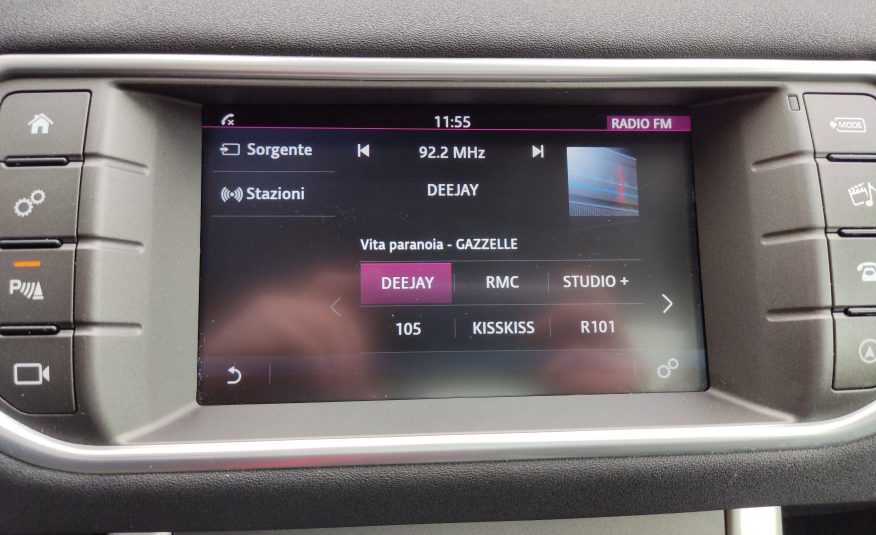 11:55
RADIO FM
Sorgente
92.2 MHz
Stazioni
DEEJAY
Vita paranoia - GAZZELLE
DEEJAY RMC STUDIO +
105 KISSKISS R101
MODE
P